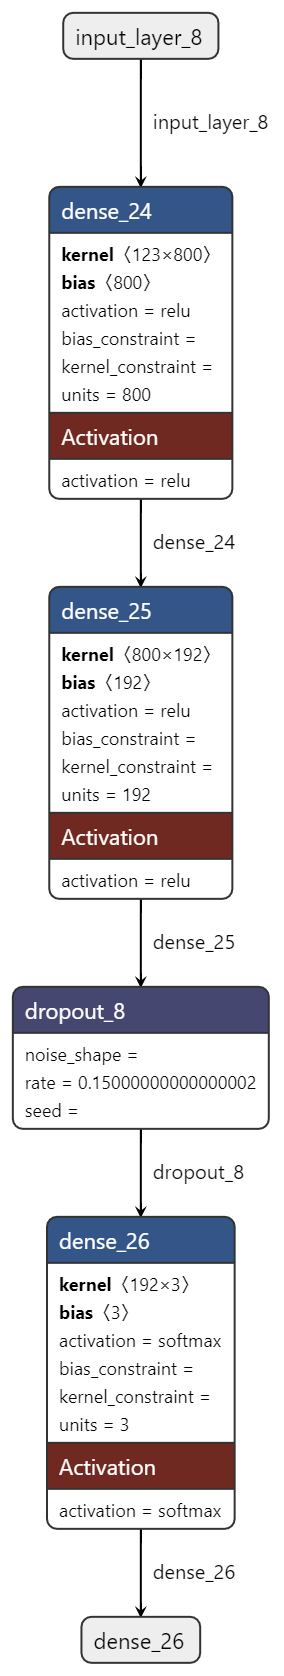 input_layer_8
input_layer_8
dense_24
kernel〈123×800〉
bias〈800〉
activation = relu
bias_constraint =
kernel_constraint =
units = 800
Activation
activation = relu
dense_24
dense_25
kernel〈800×192〉
bias〈192〉
activation = relu
bias_constraint =
kernel_constraint =
units = 192
Activation
activation = relu
dense_25
dropout_8
noise_shape =
rate = 0.15000000000000002
seed =
dropout_8
dense_26
kernel〈192×3〉
bias〈3〉
activation = softmax
bias_constraint =
kernel_constraint =
units = 3
Activation
activation = softmax
dense_26
dense_26